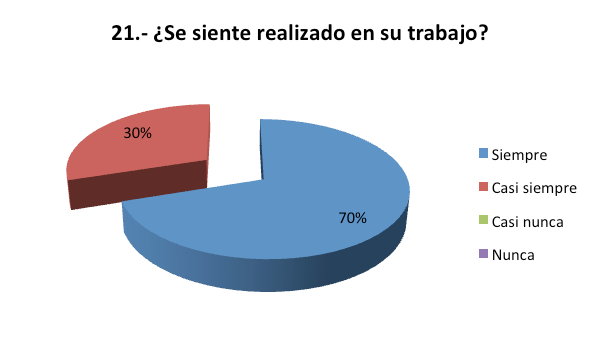 21.- ¿Se siente realizado en su trabajo?
30%
70%
Siempre
Casi siempre
Casi nunca
Nunca